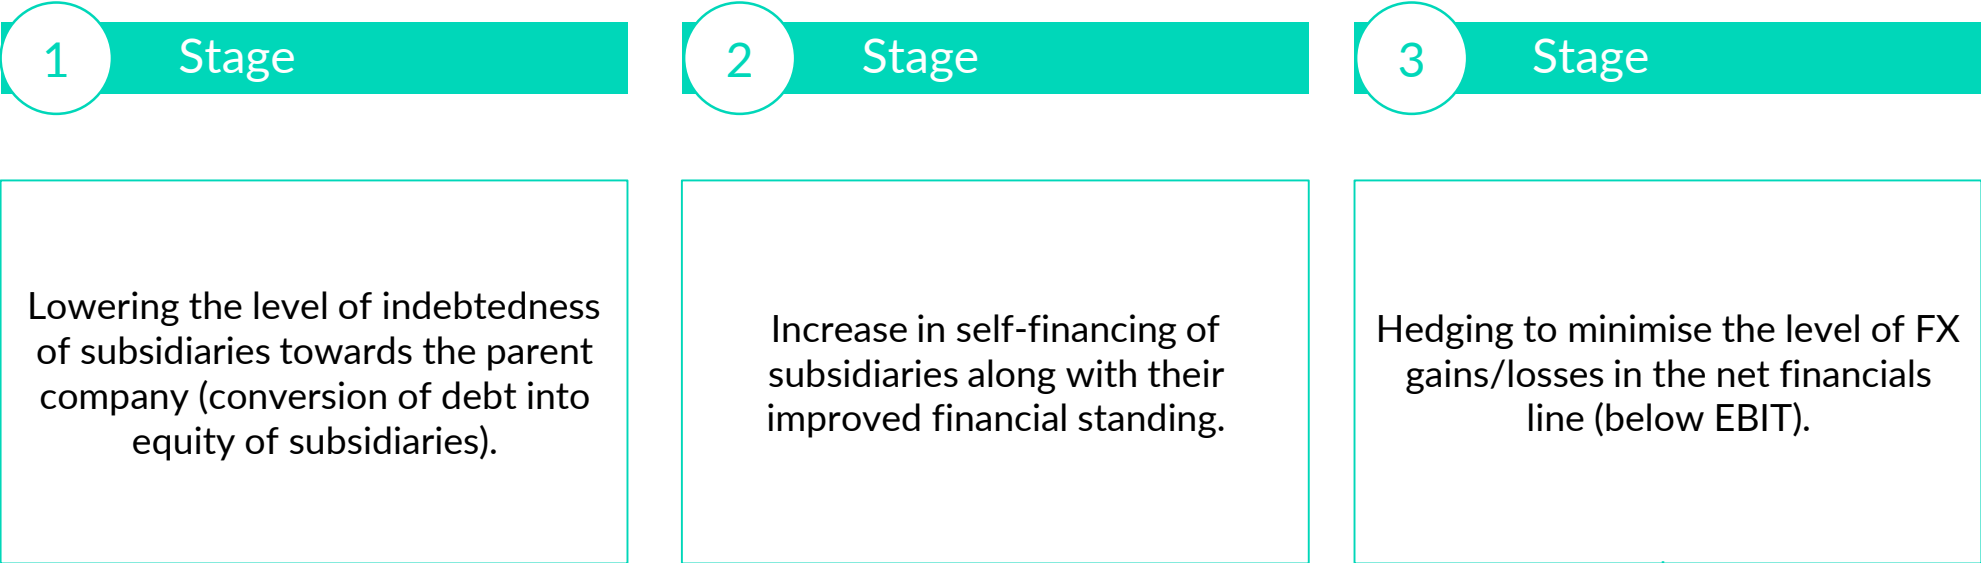 1 Stage
2 Stage
3 Stage
Lowering the level of indebtedness
of subsidiaries towards the parent
company (conversion of debt into
equity of subsidiaries).
Increase in self-financing of
subsidiaries along with their
improved financial standing.
Hedging to minimise the level of FX
gains/losses in the net financials
line (below EBIT).